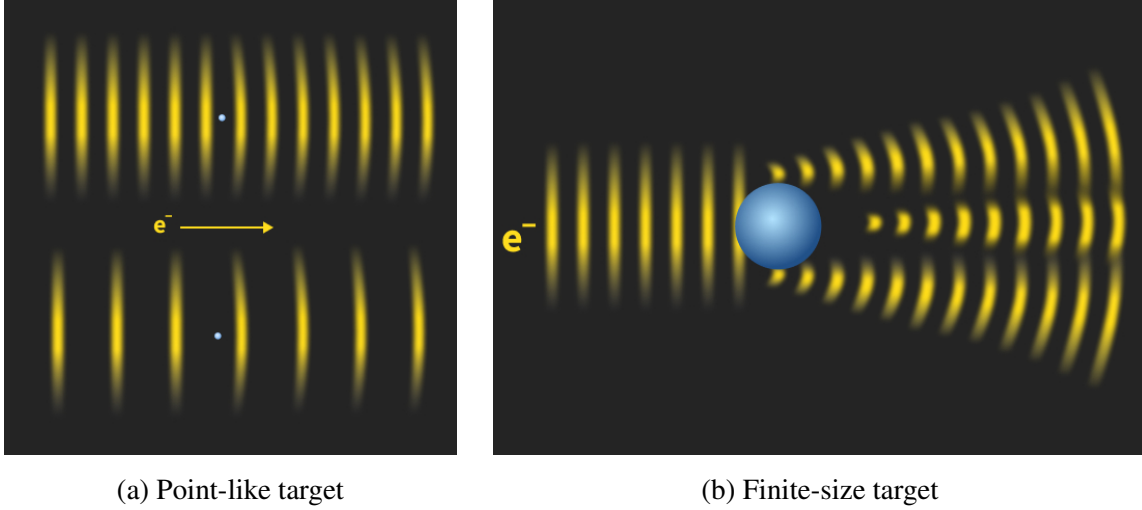 e⁻
e⁻
(a) Point-like target
(b) Finite-size target